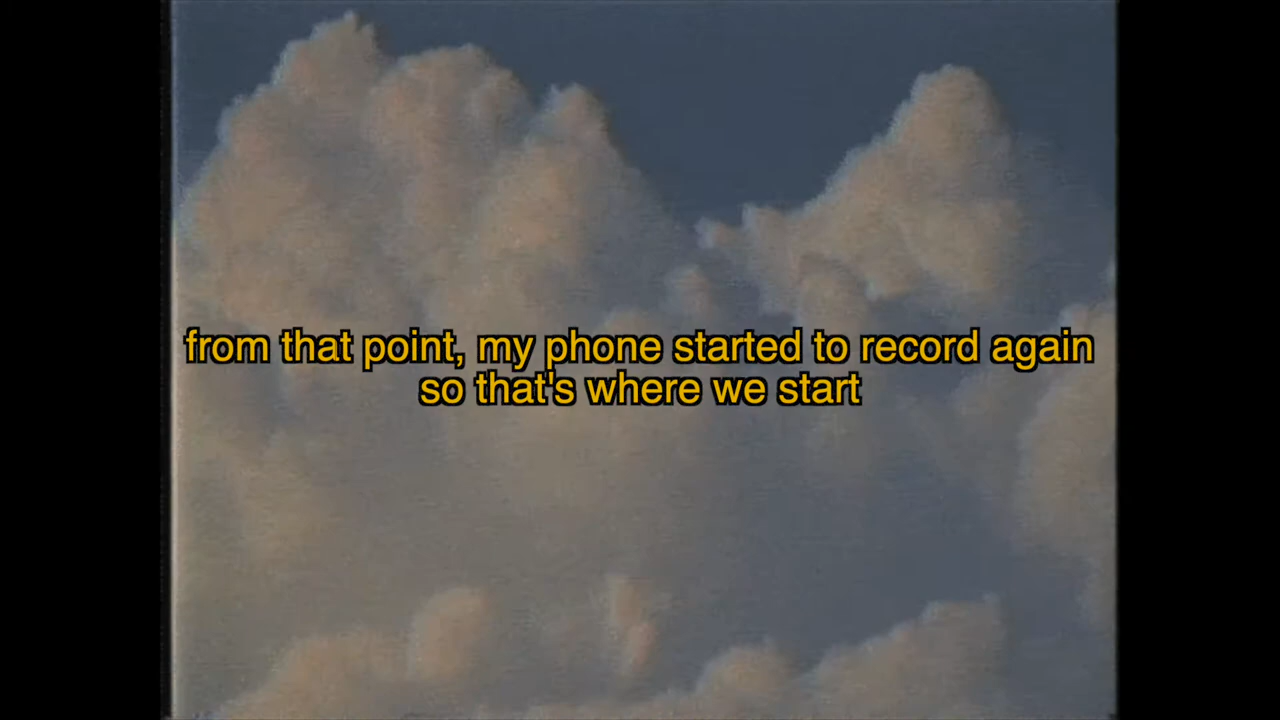 from that point, my phone started to record again
so that's where we start